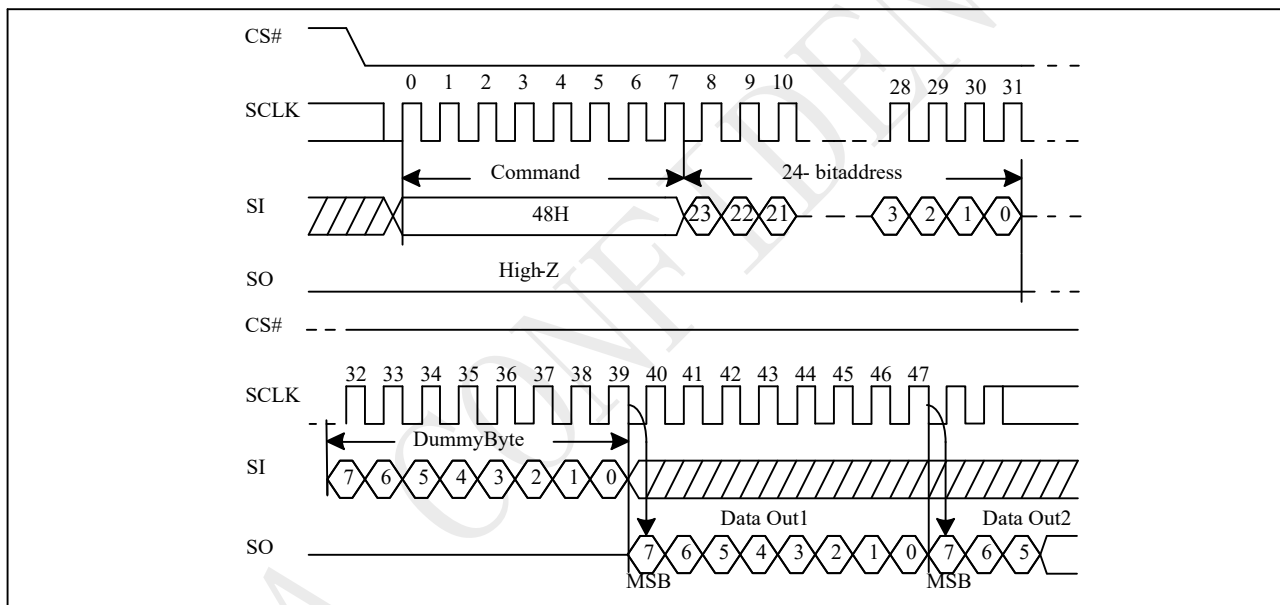 CS#
0 1 2 3 4 5 6 7 8 9 10 28 29 30 31
SCLK
Command 24- bitaddress
SI 48H 23 22 21 3 2 1 0
High-Z
SO
CS#
32 33 34 35 36 37 38 39 40 41 42 43 44 45 46 47
SCLK
DummyByte
SI 7 6 5 4 3 2 1 0
Data Out1 Data Out2
SO 7 6 5 4 3 2 1 0 7 6 5
MSB MSB
A CONFIDEN